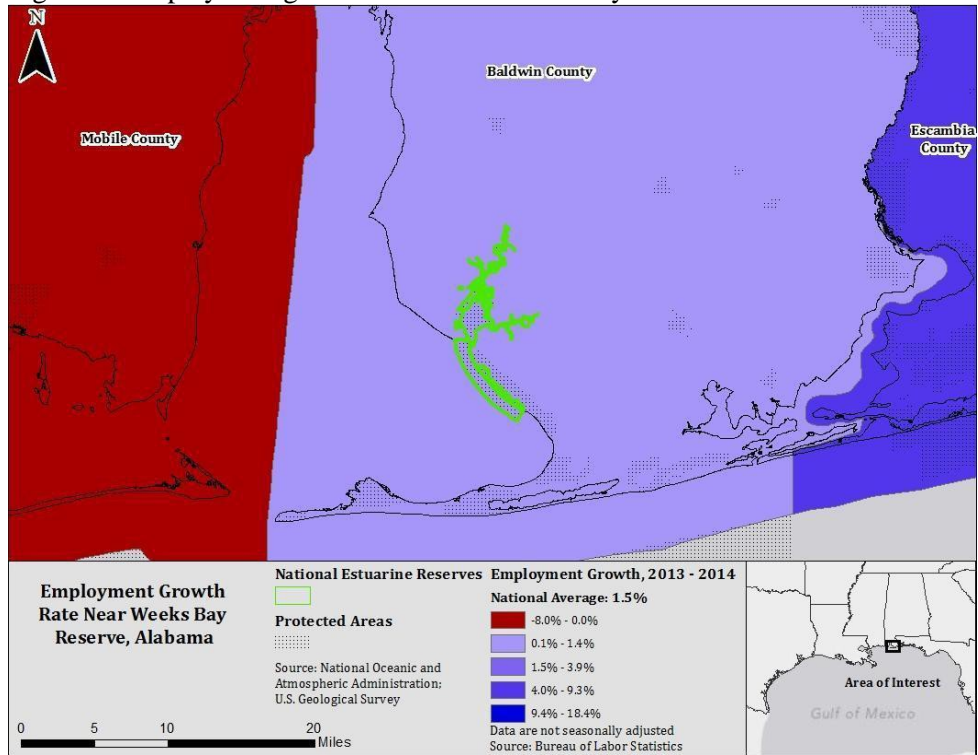 N
Baldwin County
Mobile County
Escambia
County
Employment Growth
Rate Near Weeks Bay
Reserve, Alabama
0 5 10 20
Miles
National Estuarine Reserves
Protected Areas
Source: National Oceanic and
Atmospheric Administration;
U.S. Geological Survey
Employment Growth, 2013 - 2014
National Average: 1.5%
-8.0% - 0.0%
0.1% - 1.4%
1.5% - 3.9%
4.0% - 9.3%
9.4% - 18.4%
Data are not seasonally adjusted
Source: Bureau of Labor Statistics
Area of Interest
Gulf of Mexico